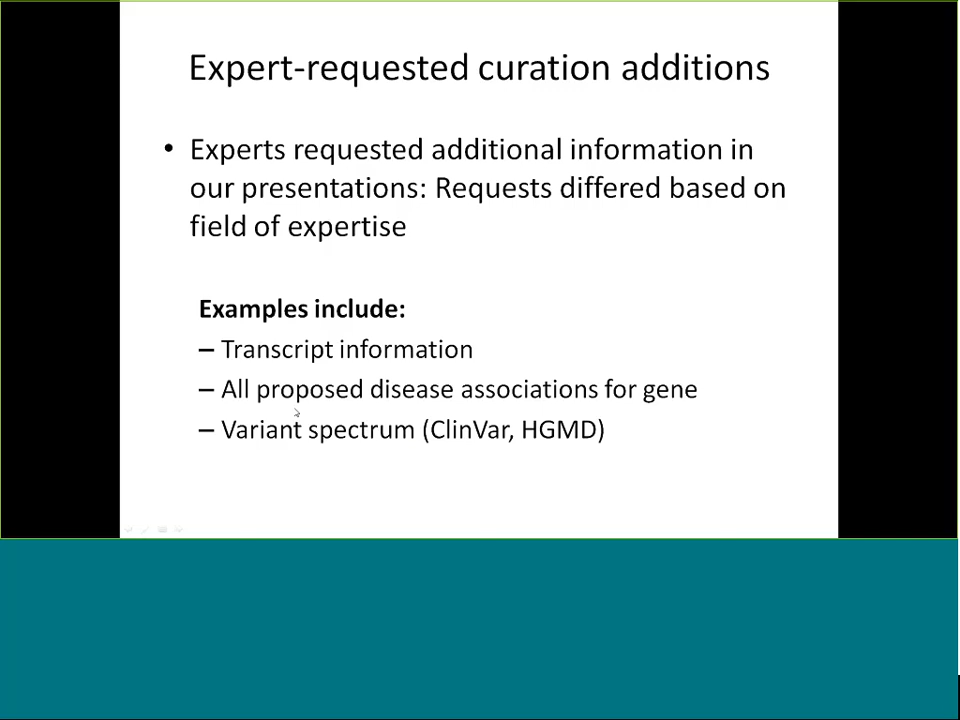 Expert-requested curation additions
• Experts requested additional information in
our presentations: Requests differed based on
field of expertise
Examples include:
– Transcript information
– All proposed disease associations for gene
– Variant spectrum (ClinVar, HGMD)